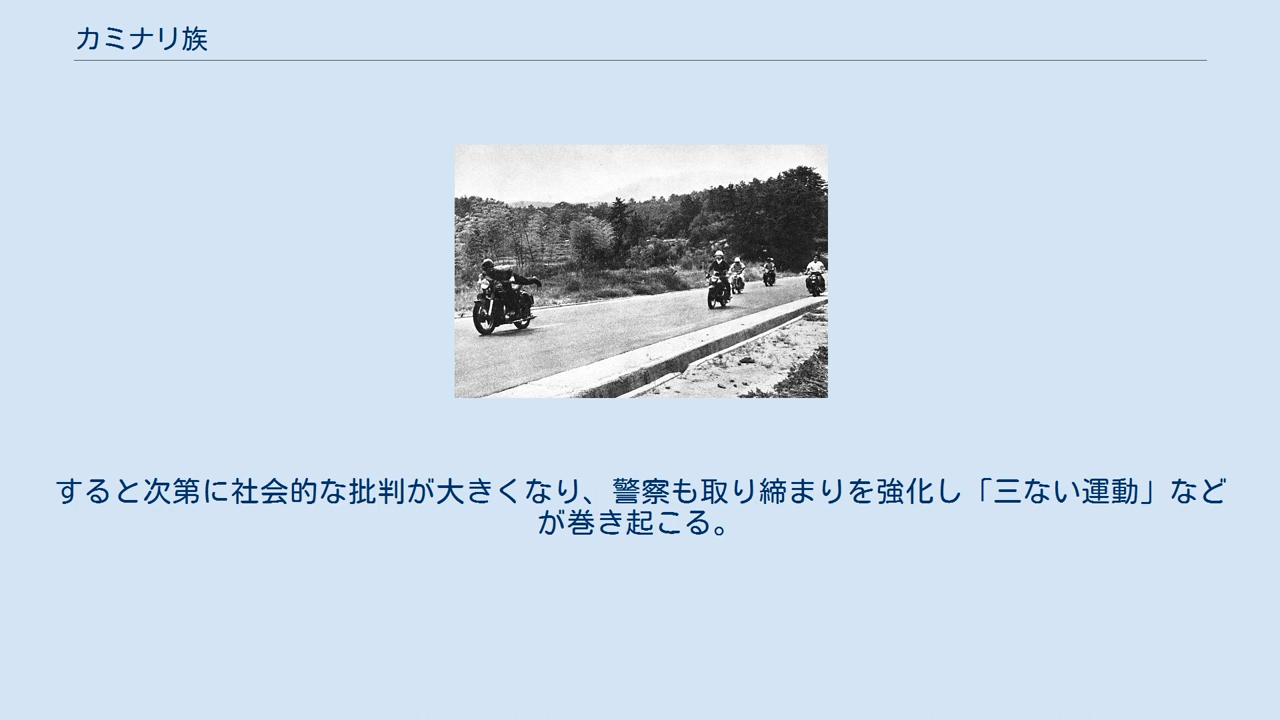 カミナリ族
すると次第に社会的な批判が大きくなり、警察も取り締まりを強化し「三ない運動」など
が巻き起こる。